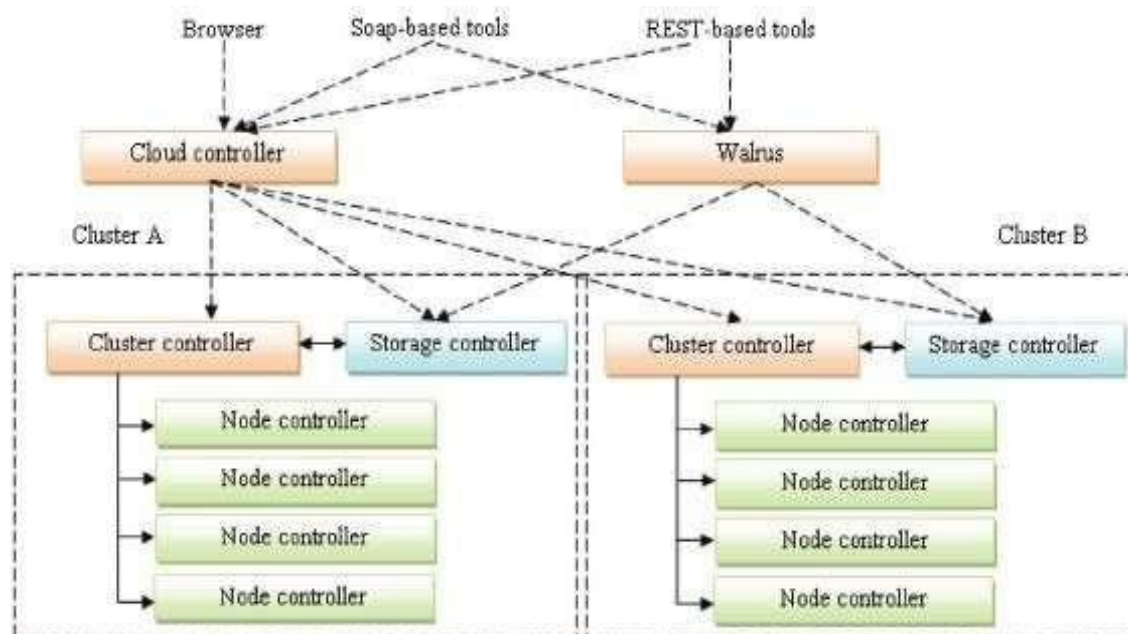 Browser
Soap-based tools
REST-based tools
Cloud controller
Walrus
Cluster A
Cluster B
Cluster controller
Storage controller
Cluster controller
Storage controller
Node controller
Node controller
Node controller
Node controller
Node controller
Node controller
Node controller
Node controller